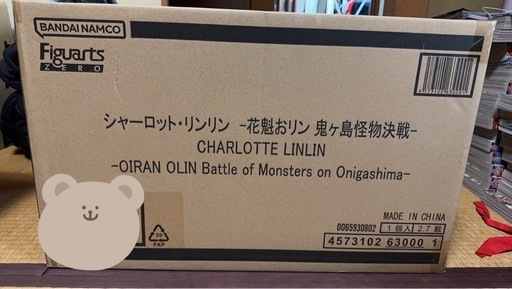 BANDAI NAMCO
Figuarts
ZERO
シャーロット・リンリン -花魁おリン 鬼ヶ島怪物決戦-
CHARLOTTE LINLIN
-OIRAN OLIN Battle of Monsters on Onigashima-
MADE IN CHINA
0065930802 1個入 2.7載
4573102 63000 1
20
PAP